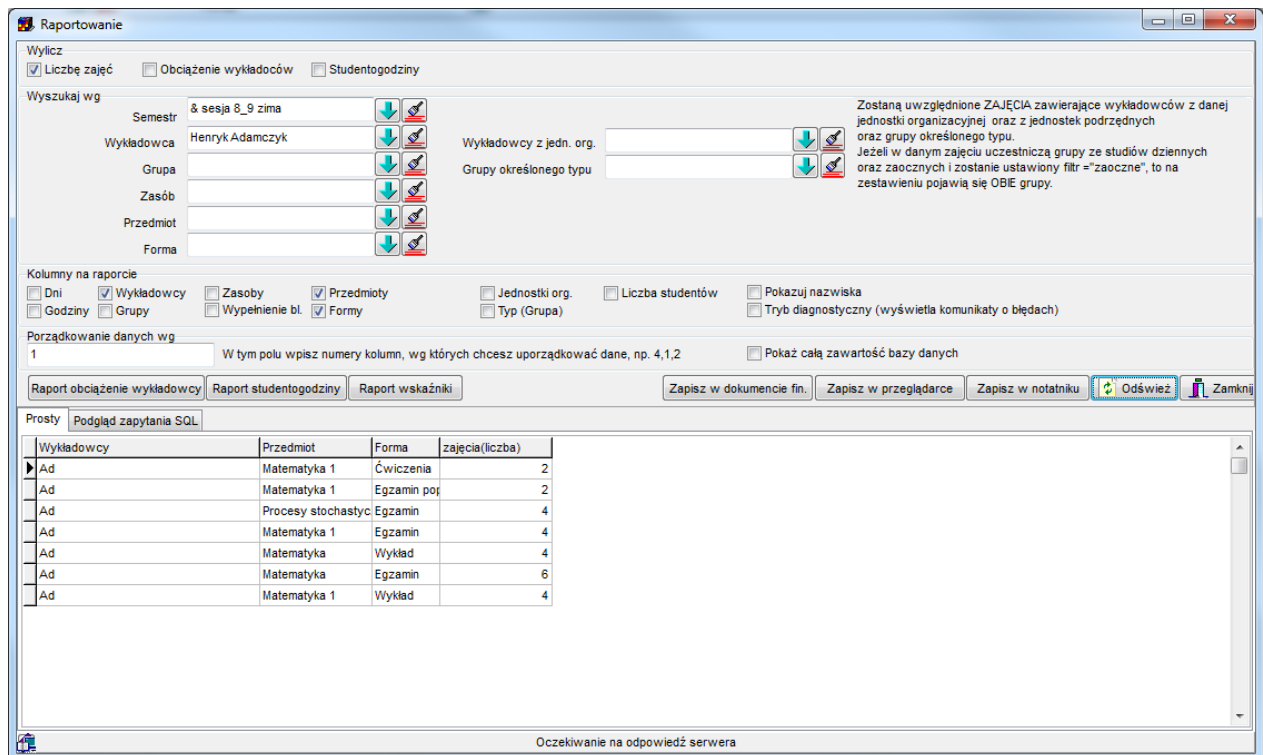 Raportowanie
Wylicz
Liczbę zajęć Obciążenie wykładoców Studentogodziny
Wyszukaj wg
Semestr & sesja 8_9 zima
Wykładowca Henryk Adamczyk
Grupa
Zasób
Przedmiot
Forma
Wykładowcy z jedn. org.
Grupy określonego typu
Zostaną uwzględnione ZAJĘCIA zawierające wykładowców z danej
jednostki organizacyjnej oraz z jednostek podrzędnych
oraz grupy określonego typu.
Jeżeli w danym zajęciu uczestniczą grupy ze studiów dziennych
oraz zaocznych i zostanie ustawiony filtr ="zaoczne", to na
zestawieniu pojawią się OBIE grupy.
Kolumny na raporcie
Dni Wykładowcy Zasoby Przedmioty Jednostki org. Liczba studentów Pokazuj nazwiska
Godziny Grupy Wypełnienie bl. Formy Typ (Grupa) Tryb diagnostyczny (wyświetla komunikaty o błędach)
Porządkowanie danych wg
1 W tym polu wpisz numery kolumn, wg których chcesz uporządkować dane, np. 4,1,2 Pokaż całą zawartość bazy danych
Raport obciążenie wykładowcy Raport studentogodziny Raport wskaźniki Zapisz w dokumencie fin. Zapisz w przeglądarce Zapisz w notatniku Odśwież Zamknij
Prosty Podgląd zapytania SQL
Wykładowcy Przedmiot Forma zajęcia(liczba)
Ad Matematyka 1 Ćwiczenia 2
Ad Matematyka 1 Egzamin pop 2
Ad Procesy stochastyc Egzamin 4
Ad Matematyka 1 Egzamin 4
Ad Matematyka Wykład 4
Ad Matematyka Egzamin 6
Ad Matematyka 1 Wykład 4
Oczekiwanie na odpowiedź serwera